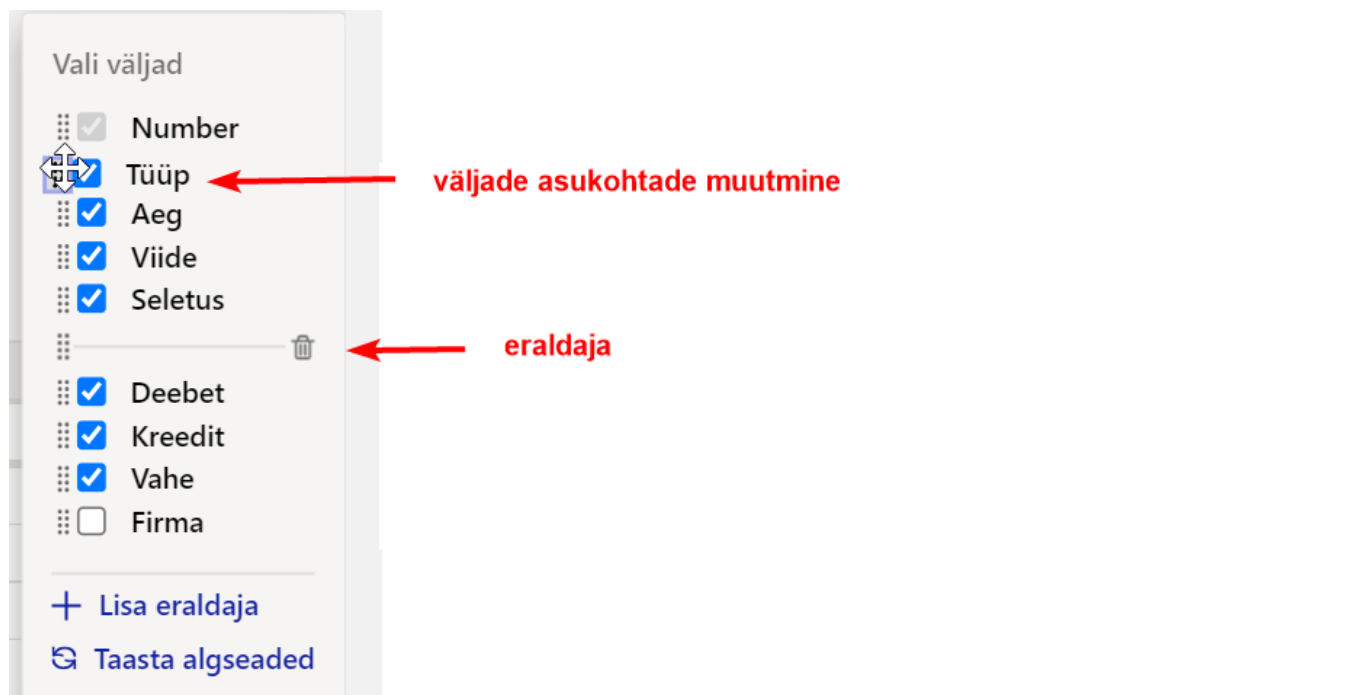 Vali väljad
Number
Tüüp
väljade asukohtade muutmine
Aeg
Viide
Seletus
eraldaja
Deebet
Kreedit
Vahe
Firma
Lisa eraldaja
Taasta algseaded